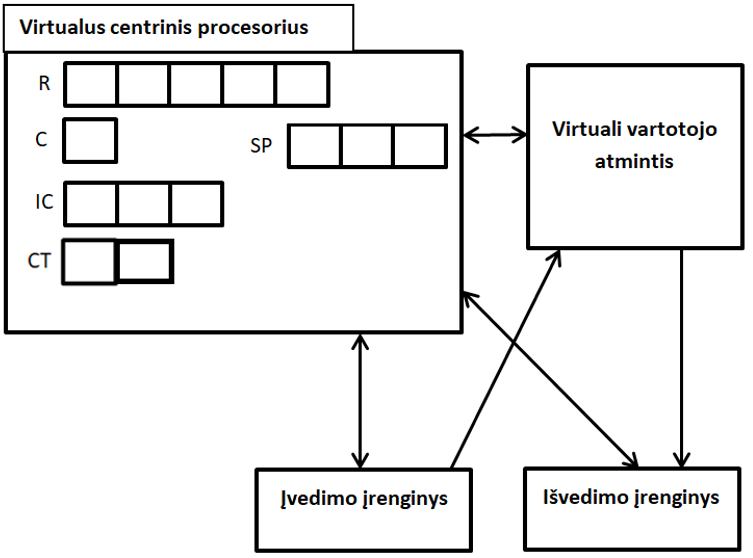 Virtualus centrinis procesorius
R
C
SP
IC
CT
Virtuali vartotojo
atmintis
Įvedimo įrenginys
Išvedimo įrenginys